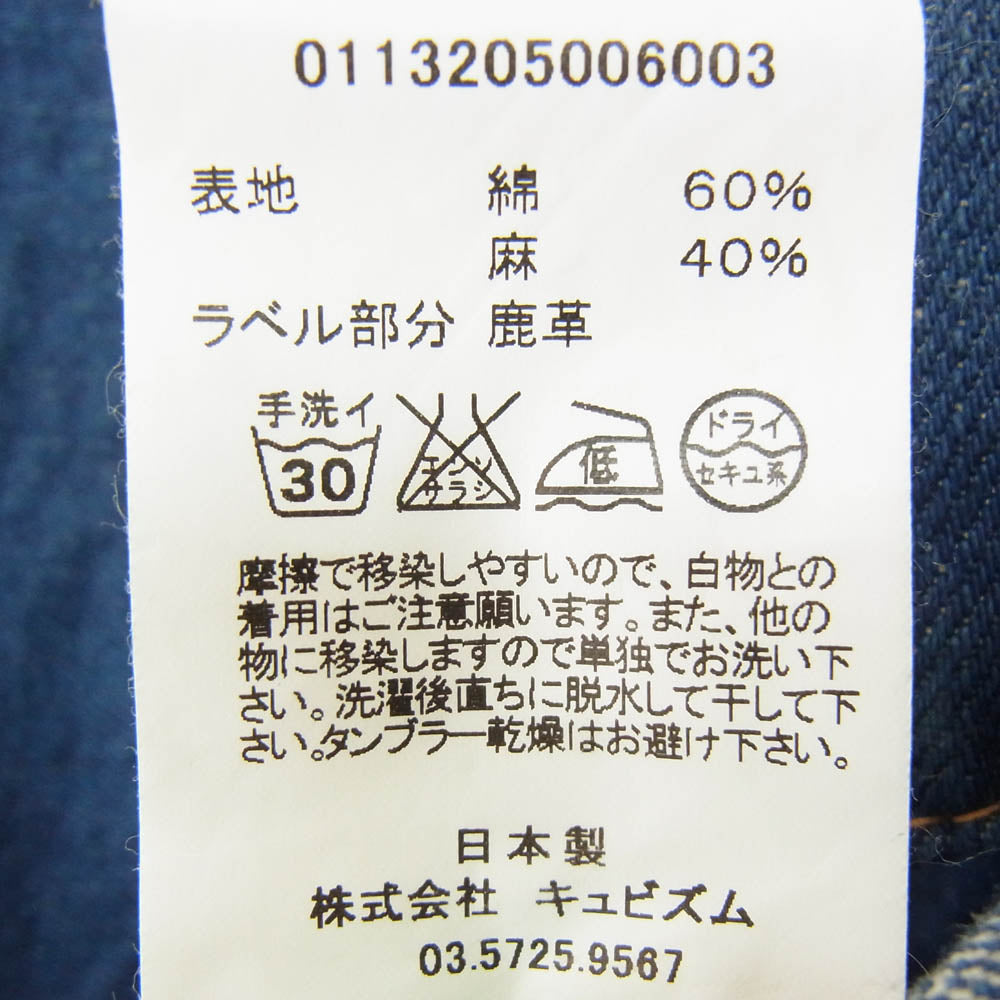 0113205006003
表地 綿 60%
麻 40%
ラベル部分 鹿革
手洗イ
30
エンソ
サラシ
低
ドライ
セキユ系
摩擦で移染しやすいので、白物との
着用はご注意願います。また、他の
物に移染しますので単独でお洗い下
さい。洗濯後直ちに脱水して干して下
さい。タンブラー乾燥はお避け下さい。
日本製
株式会社 キュビズム
03.5725.9567